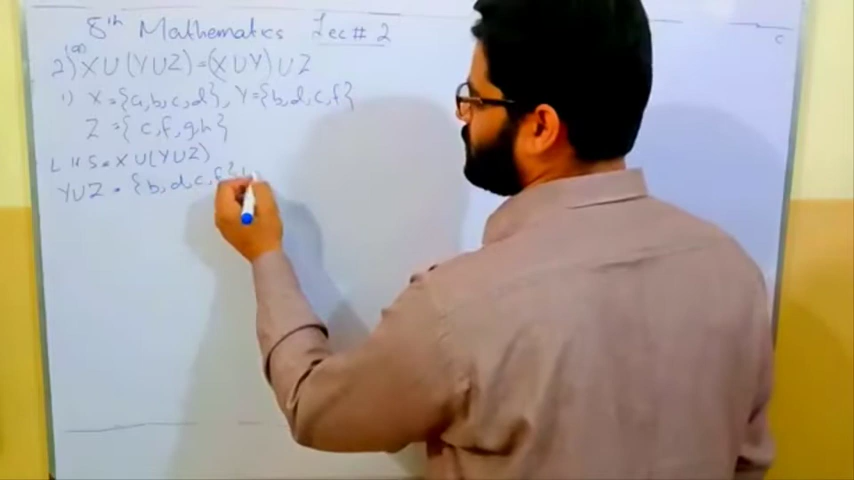 8th Mathematics Lec # 2
2) (a) X U (Y U Z) = (X U Y) U Z
1) X = {a, b, c, d}, Y = {b, d, c, f}
Z = { c, f, g, h }
L H S = X U (Y U Z)
Y U Z = {b, d, c, f} U